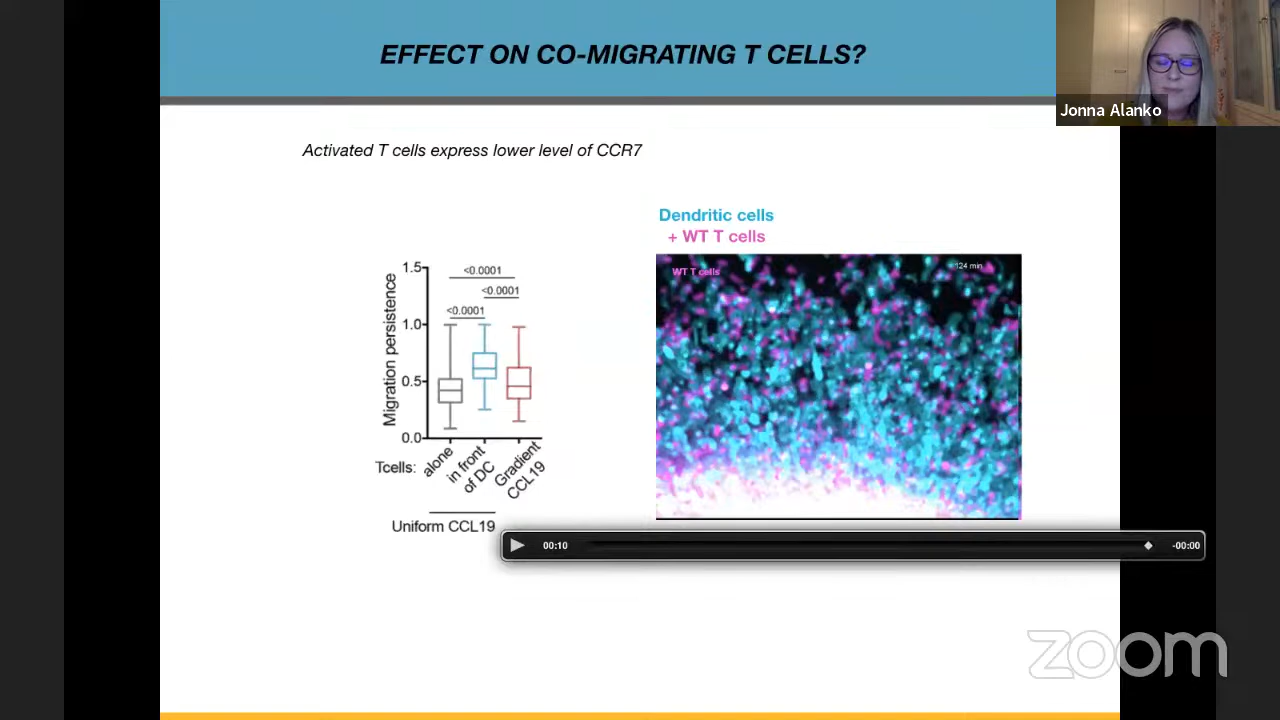 EFFECT ON CO-MIGRATING T CELLS?
Jonna Alanko
Activated T cells express lower level of CCR7
Dendritic cells
+ WT T cells
WT T cells
124 min
Migration persistence
1.5
1.0
0.5
0.0
<0.0001
<0.0001
<0.0001
Tcells:
alone
in front
of DC
Gradient
CCL19
Uniform CCL19
00:10
-00:00
zoom